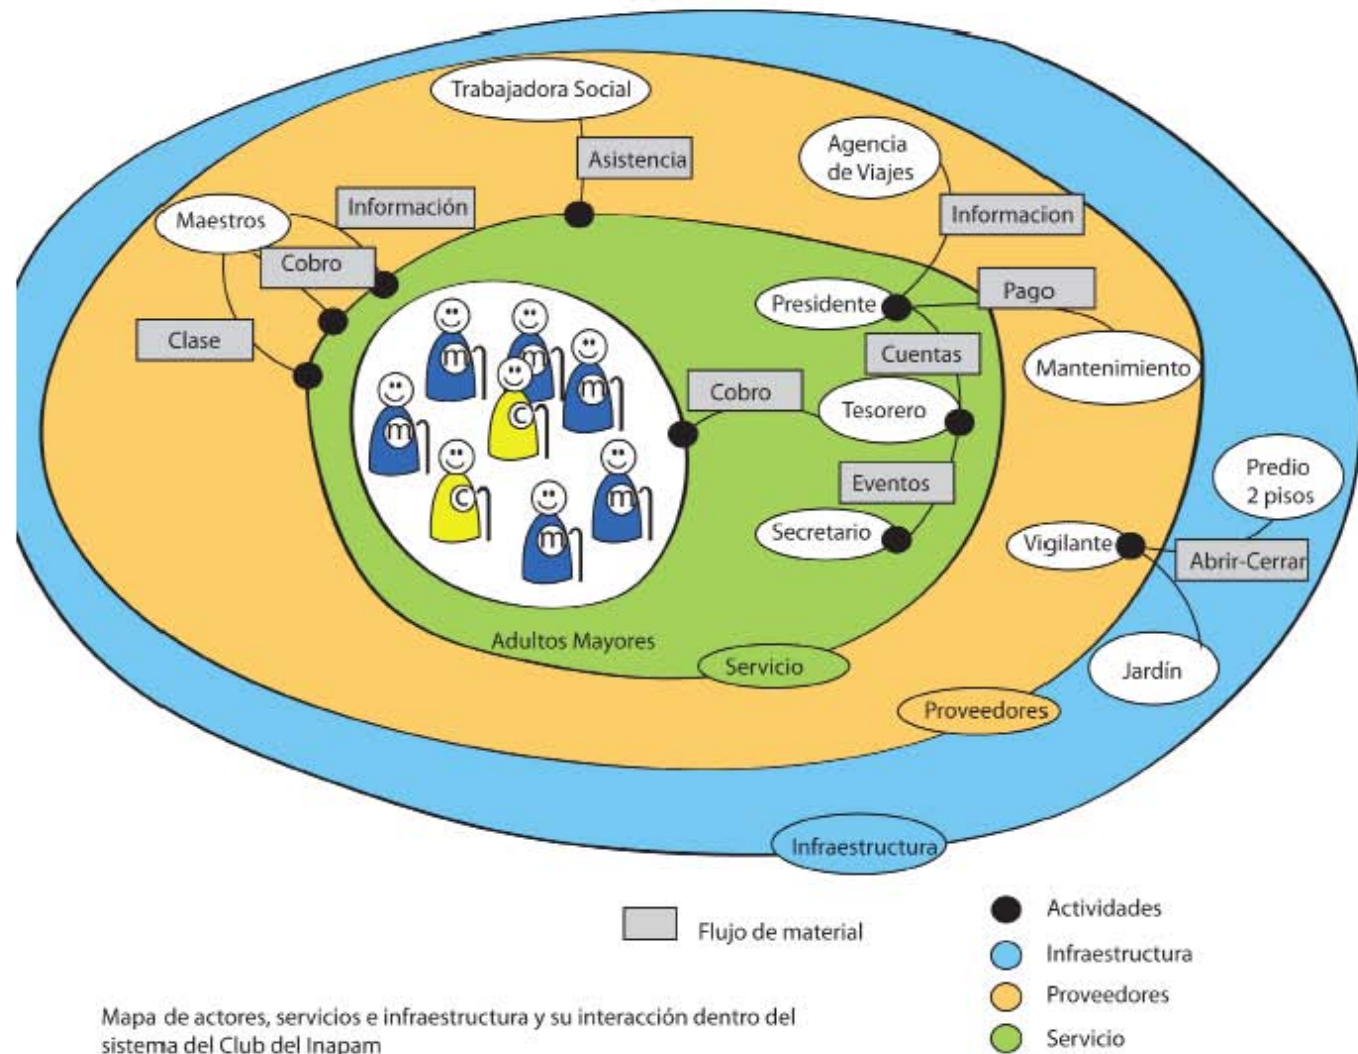 Trabajadora Social
Asistencia
Agencia
de Viajes
Informacion
Información
Maestros
Cobro
Clase
Presidente
Pago
Cuentas
Mantenimiento
Cobro
Tesorero
Eventos
Secretario
Predio
2 pisos
Vigilante
Abrir-Cerrar
Jardín
m
m
m
m
c
c
m
m
Adultos Mayores
Servicio
Proveedores
Infraestructura
Flujo de material
Actividades
Infraestructura
Proveedores
Servicio
Mapa de actores, servicios e infraestructura y su interacción dentro del
sistema del Club del Inapam